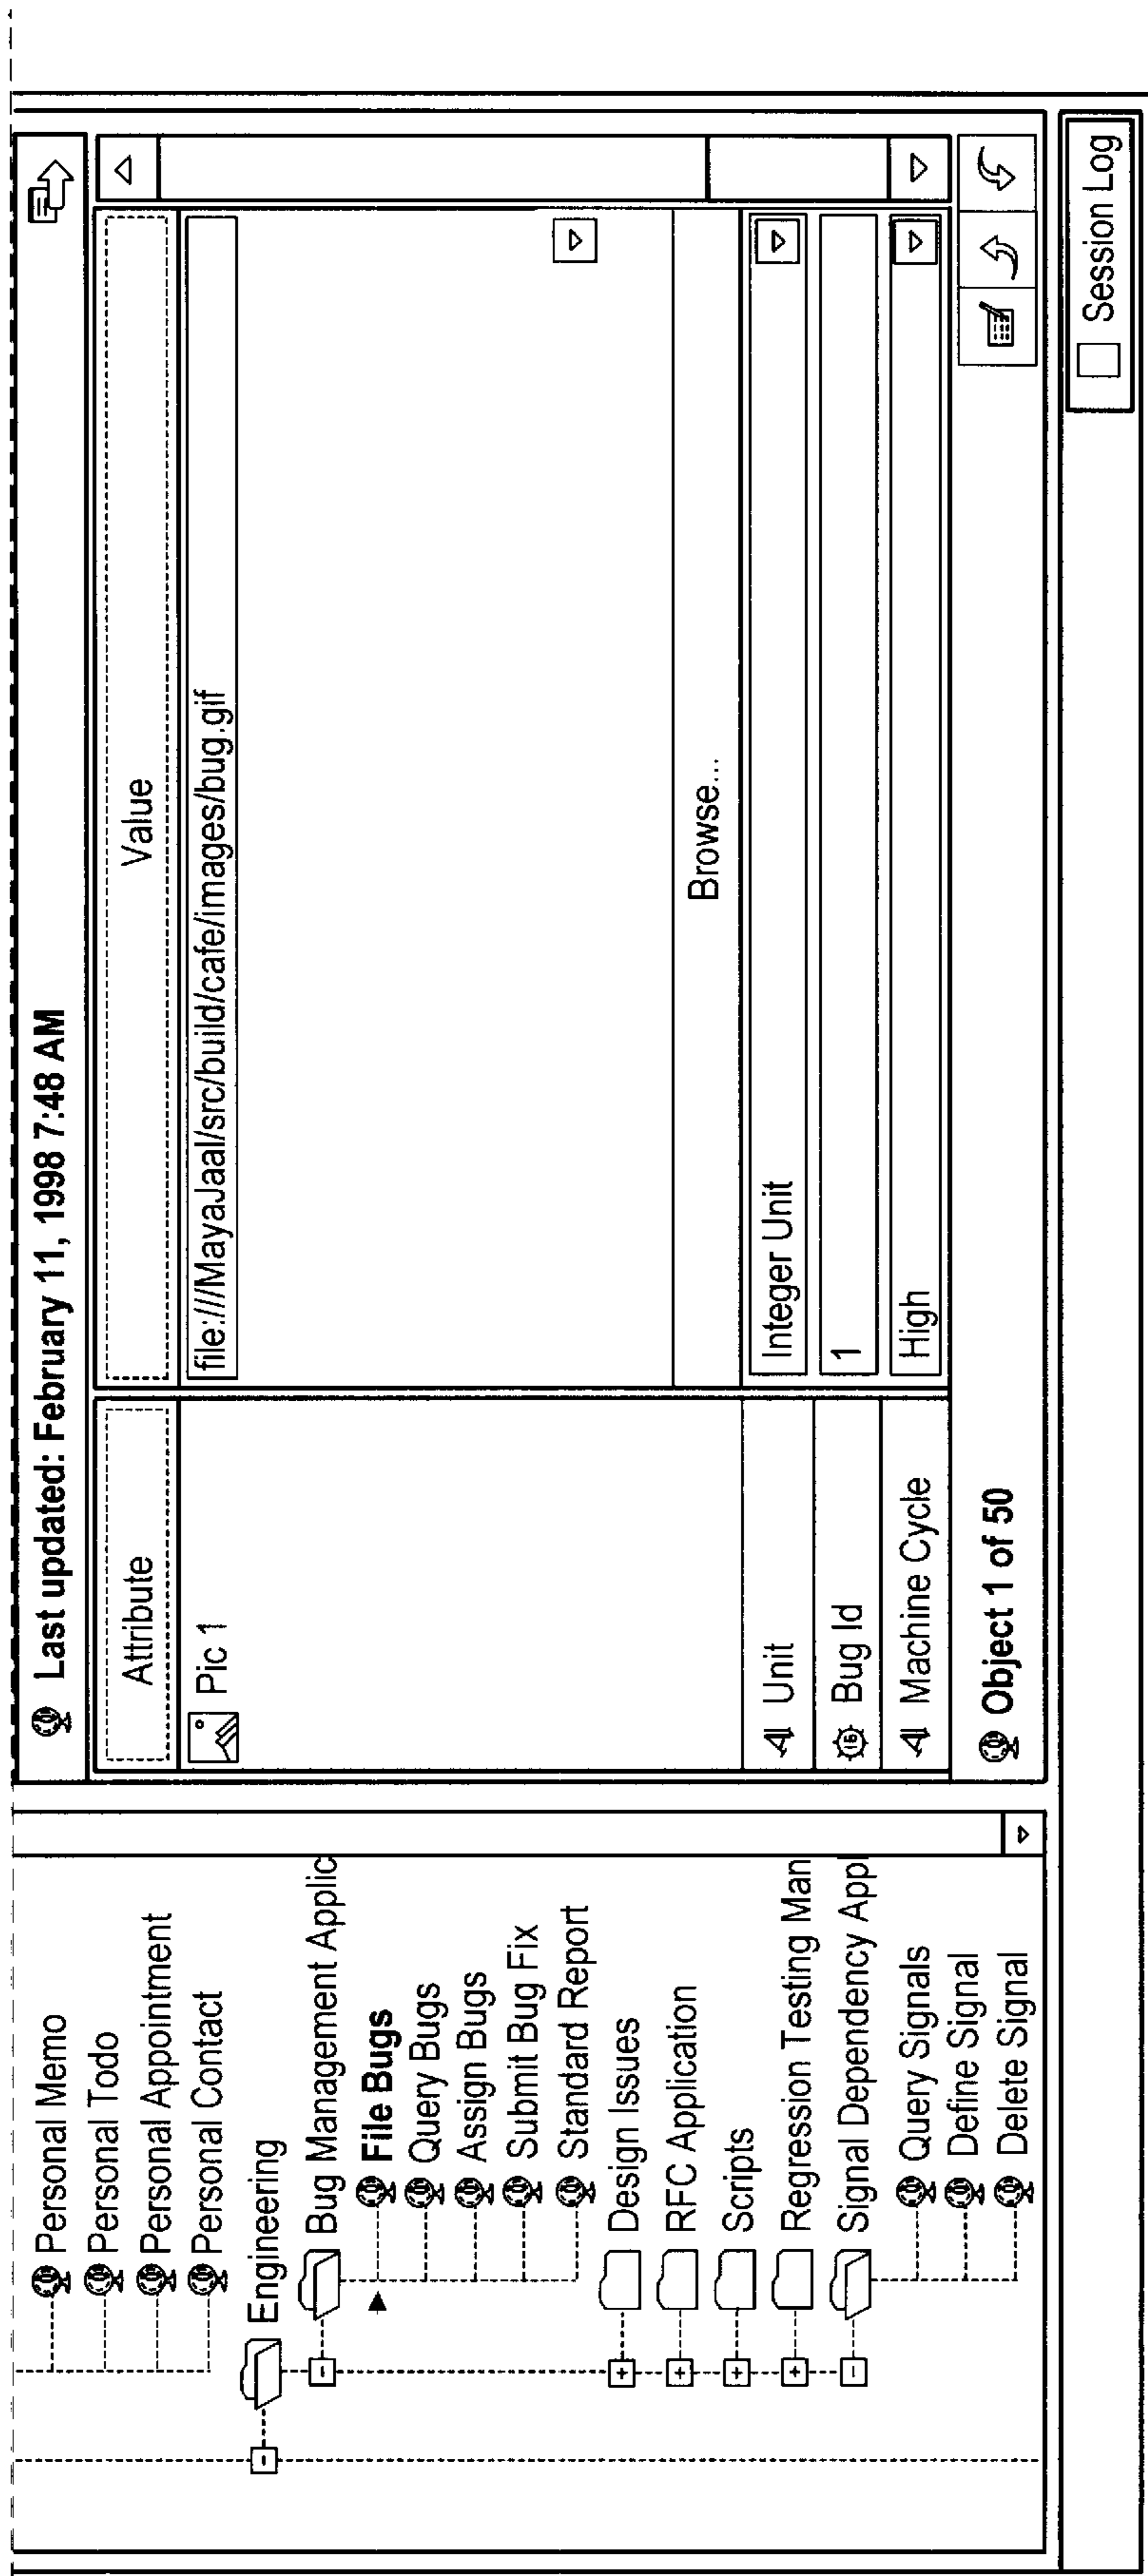 Personal Memo
Personal Todo
Personal Appointment
Personal Contact
Engineering
Bug Management Applic
File Bugs
Query Bugs
Assign Bugs
Submit Bug Fix
Standard Report
Design Issues
RFC Application
Scripts
Regression Testing Man
Signal Dependency Appl
Query Signals
Define Signal
Delete Signal
Last updated: February 11, 1998 7:48 AM
Attribute Value
Pic 1 file:///MayaJaal/src/build/cafe/images/bug.gif
Browse...
Unit Integer Unit
Bug Id 1
Machine Cycle High
Object 1 of 50
Session Log